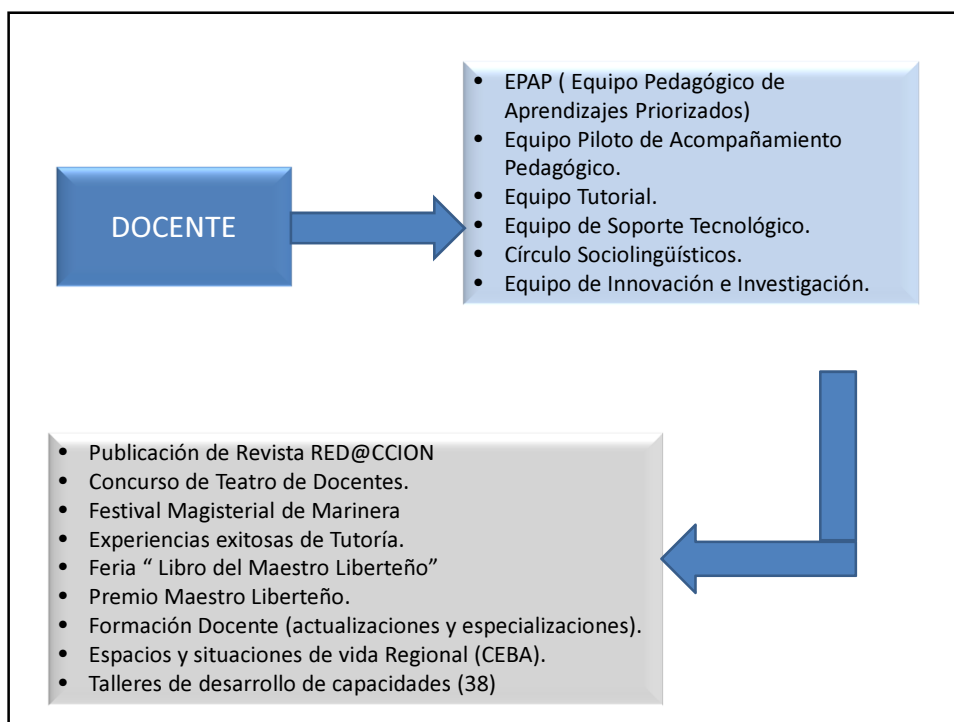 DOCENTE
• EPAP ( Equipo Pedagógico de
Aprendizajes Priorizados)
• Equipo Piloto de Acompañamiento
Pedagógico.
• Equipo Tutorial.
• Equipo de Soporte Tecnológico.
• Círculo Sociolingüísticos.
• Equipo de Innovación e Investigación.
• Publicación de Revista RED@CCION
• Concurso de Teatro de Docentes.
• Festival Magisterial de Marinera
• Experiencias exitosas de Tutoría.
• Feria “ Libro del Maestro Liberteño”
• Premio Maestro Liberteño.
• Formación Docente (actualizaciones y especializaciones).
• Espacios y situaciones de vida Regional (CEBA).
• Talleres de desarrollo de capacidades (38)